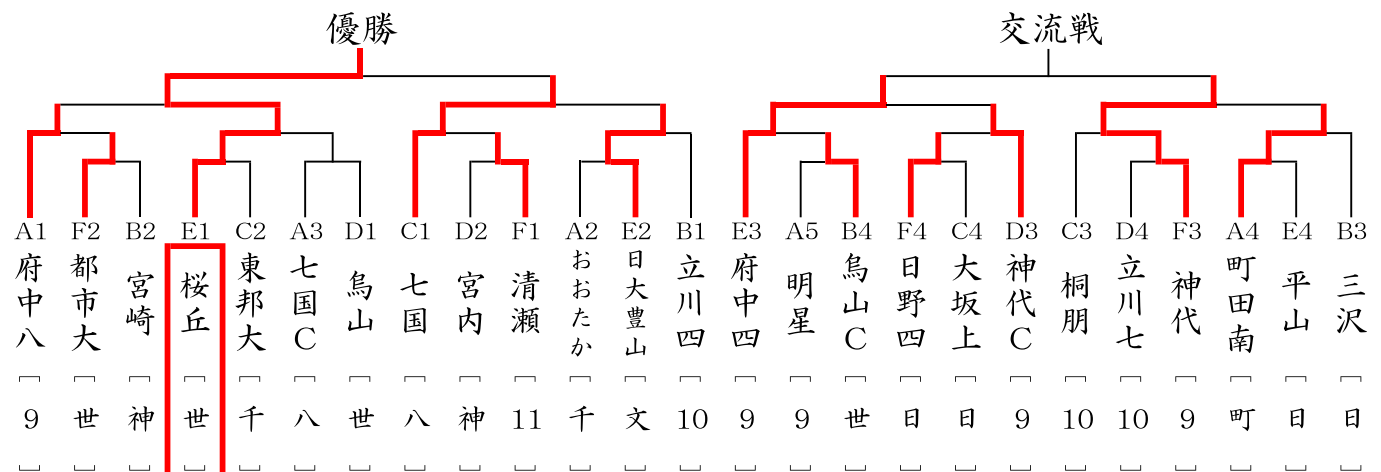 優勝 交流戦
A1 F2 B2 E1 C2 A3 D1 C1 D2 F1 A2 E2 B1 E3 A5 B4 F4 C4 D3 C3 D4 F3 A4 E4 B3
府中八
都市大
宮崎
桜丘
東邦大
七国C
烏山
七国
宮内
清瀬
おおたか
日大豊山
立川四
府中四
明星
烏山C
日野四
大坂上
神代C
桐朋
立川七
神代
町田南
平山
三沢
[9] [世] [神] [世] [千] [八] [世] [八] [神] [11] [千] [文] [10] [9] [9] [世] [日] [日] [9] [10] [10] [9] [町] [日] [日]